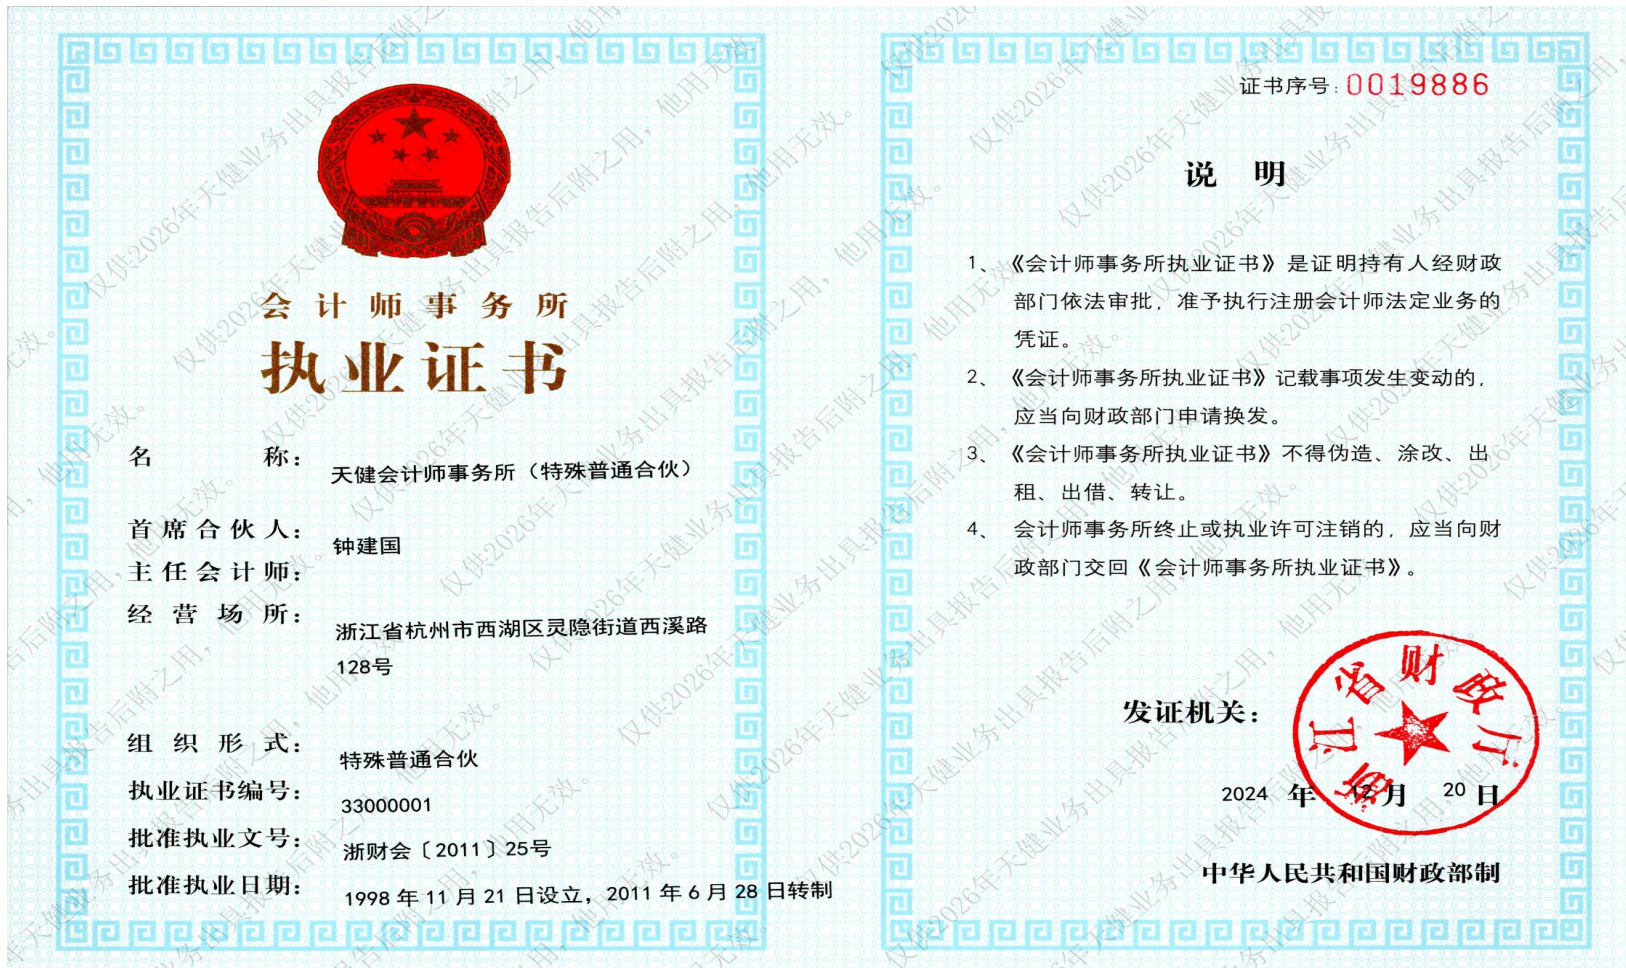 会计师事务所
执业证书
名称：天健会计师事务所（特殊普通合伙）
首席合伙人：钟建国
主任会计师：
经营场所：浙江省杭州市西湖区灵隐街道西溪路
128号
组织形式：特殊普通合伙
执业证书编号：33000001
批准执业文号：浙财会〔2011〕25号
批准执业日期：1998 年 11 月 21 日设立，2011 年 6 月 28 日转制
证书序号：0019886
说 明
1、《会计师事务所执业证书》是证明持有人经财政
部门依法审批，准予执行注册会计师法定业务的
凭证。
2、《会计师事务所执业证书》记载事项发生变动的，
应当向财政部门申请换发。
3、《会计师事务所执业证书》不得伪造、涂改、出
租、出借、转让。
4、会计师事务所终止或执业许可注销的，应当向财
政部门交回《会计师事务所执业证书》。
发证机关：
浙江省财政厅
2024 年 12 月 20 日
中华人民共和国财政部制
仅供2026年天健业务出具报告后附之用，他用无效。